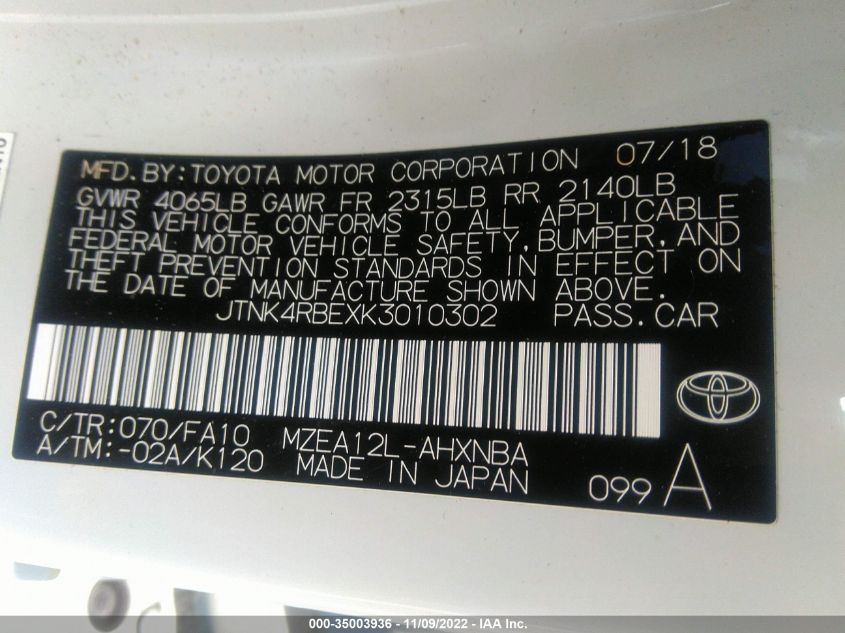 MFD. BY: TOYOTA MOTOR CORPORATION 07/18
GVWR 4065LB GAWR FR 2315LB RR 2140LB
THIS VEHICLE CONFORMS TO ALL APPLICABLE
FEDERAL MOTOR VEHICLE SAFETY, BUMPER, AND
THEFT PREVENTION STANDARDS IN EFFECT ON
THE DATE OF MANUFACTURE SHOWN ABOVE.
JTNK4RBEXK3010302 PASS. CAR
C/TR: 070/FA10 MZEA12L-AHXNBA
A/TM: -02A/K120 MADE IN JAPAN
099 A
000-35003936 - 11/09/2022 - IAA Inc.